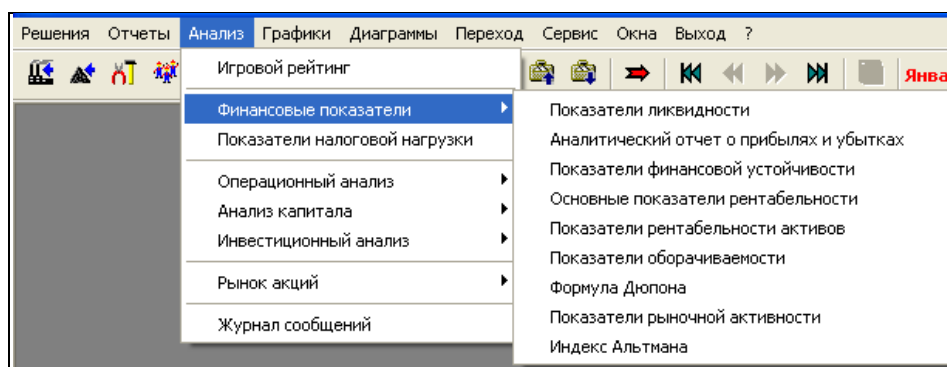 Решения Отчеты Анализ Графики Диаграммы Переход Сервис Окна Выход ?
Янва
Игровой рейтинг
Финансовые показатели
Показатели налоговой нагрузки
Операционный анализ
Анализ капитала
Инвестиционный анализ
Рынок акций
Журнал сообщений
Показатели ликвидности
Аналитический отчет о прибылях и убытках
Показатели финансовой устойчивости
Основные показатели рентабельности
Показатели рентабельности активов
Показатели оборачиваемости
Формула Дюпона
Показатели рыночной активности
Индекс Альтмана